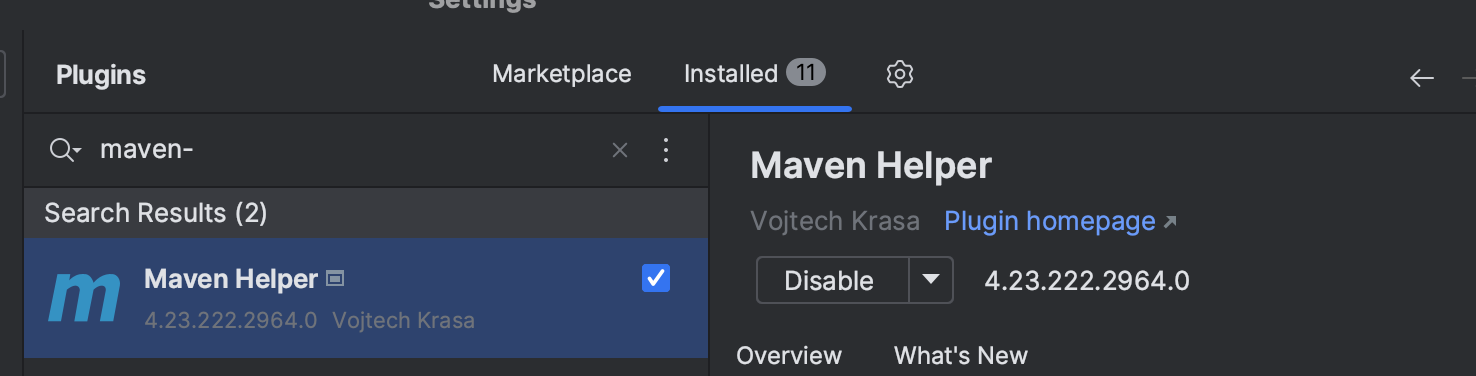 Settings
Plugins
Marketplace
Installed 11
maven-
Search Results (2)
m
Maven Helper
4.23.222.2964.0 Vojtech Krasa
Maven Helper
Vojtech Krasa Plugin homepage ↗
Disable 4.23.222.2964.0
Overview What's New